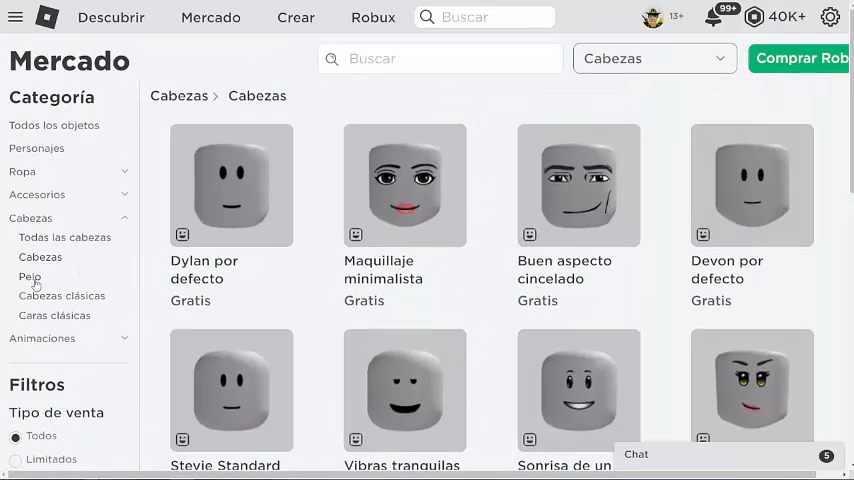 Descubrir Mercado Crear Robux Buscar 13+ 99+ 40K+
Mercado Buscar Cabezas Comprar Rob
Categoría
Cabezas > Cabezas
Todos los objetos
Personajes
Ropa
Accesorios
Cabezas
Todas las cabezas
Cabezas
Pelo
Cabezas clásicas
Caras clásicas
Animaciones
Filtros
Tipo de venta
Todos
Limitados
Dylan por
defecto
Gratis
Maquillaje
minimalista
Gratis
Buen aspecto
cincelado
Gratis
Devon por
defecto
Gratis
Stevie Standard
Vibras tranquilas
Sonrisa de un
Chat 5